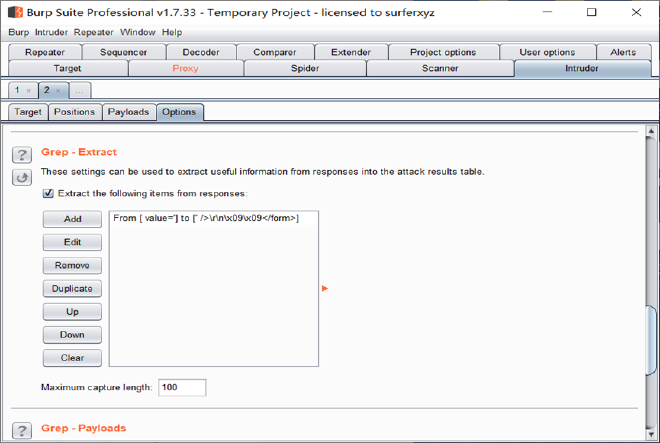 Burp Suite Professional v1.7.33 - Temporary Project - licensed to surferxyz
Burp Intruder Repeater Window Help
Repeater Sequencer Decoder Comparer Extender Project options User options Alerts
Target Proxy Spider Scanner Intruder
1 × 2 × ...
Target Positions Payloads Options
? Grep - Extract
These settings can be used to extract useful information from responses into the attack results table.
Extract the following items from responses:
Add
From [ value='] to [' />\r\n\x09\x09</form>]
Edit
Remove
Duplicate
Up
Down
Clear
Maximum capture length: 100
? Grep - Payloads